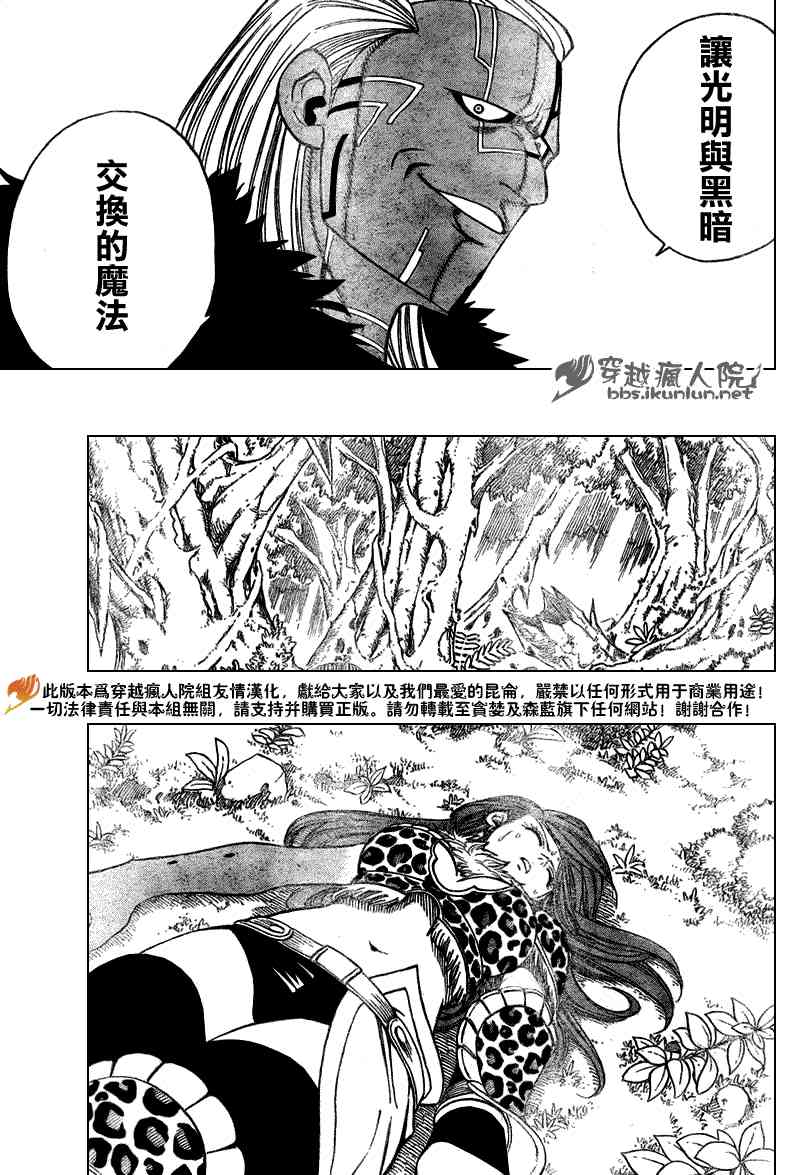 讓光明與黑暗
交換的魔法
穿越瘋人院
bbs.ikunlun.net
此版本爲穿越瘋人院組友情漢化，獻給大家以及我們最愛的昆侖，嚴禁以任何形式用于商業用途！
一切法律責任與本組無關，請支持并購買正版。請勿轉載至貪婪及森藍旗下任何網站！謝謝合作！